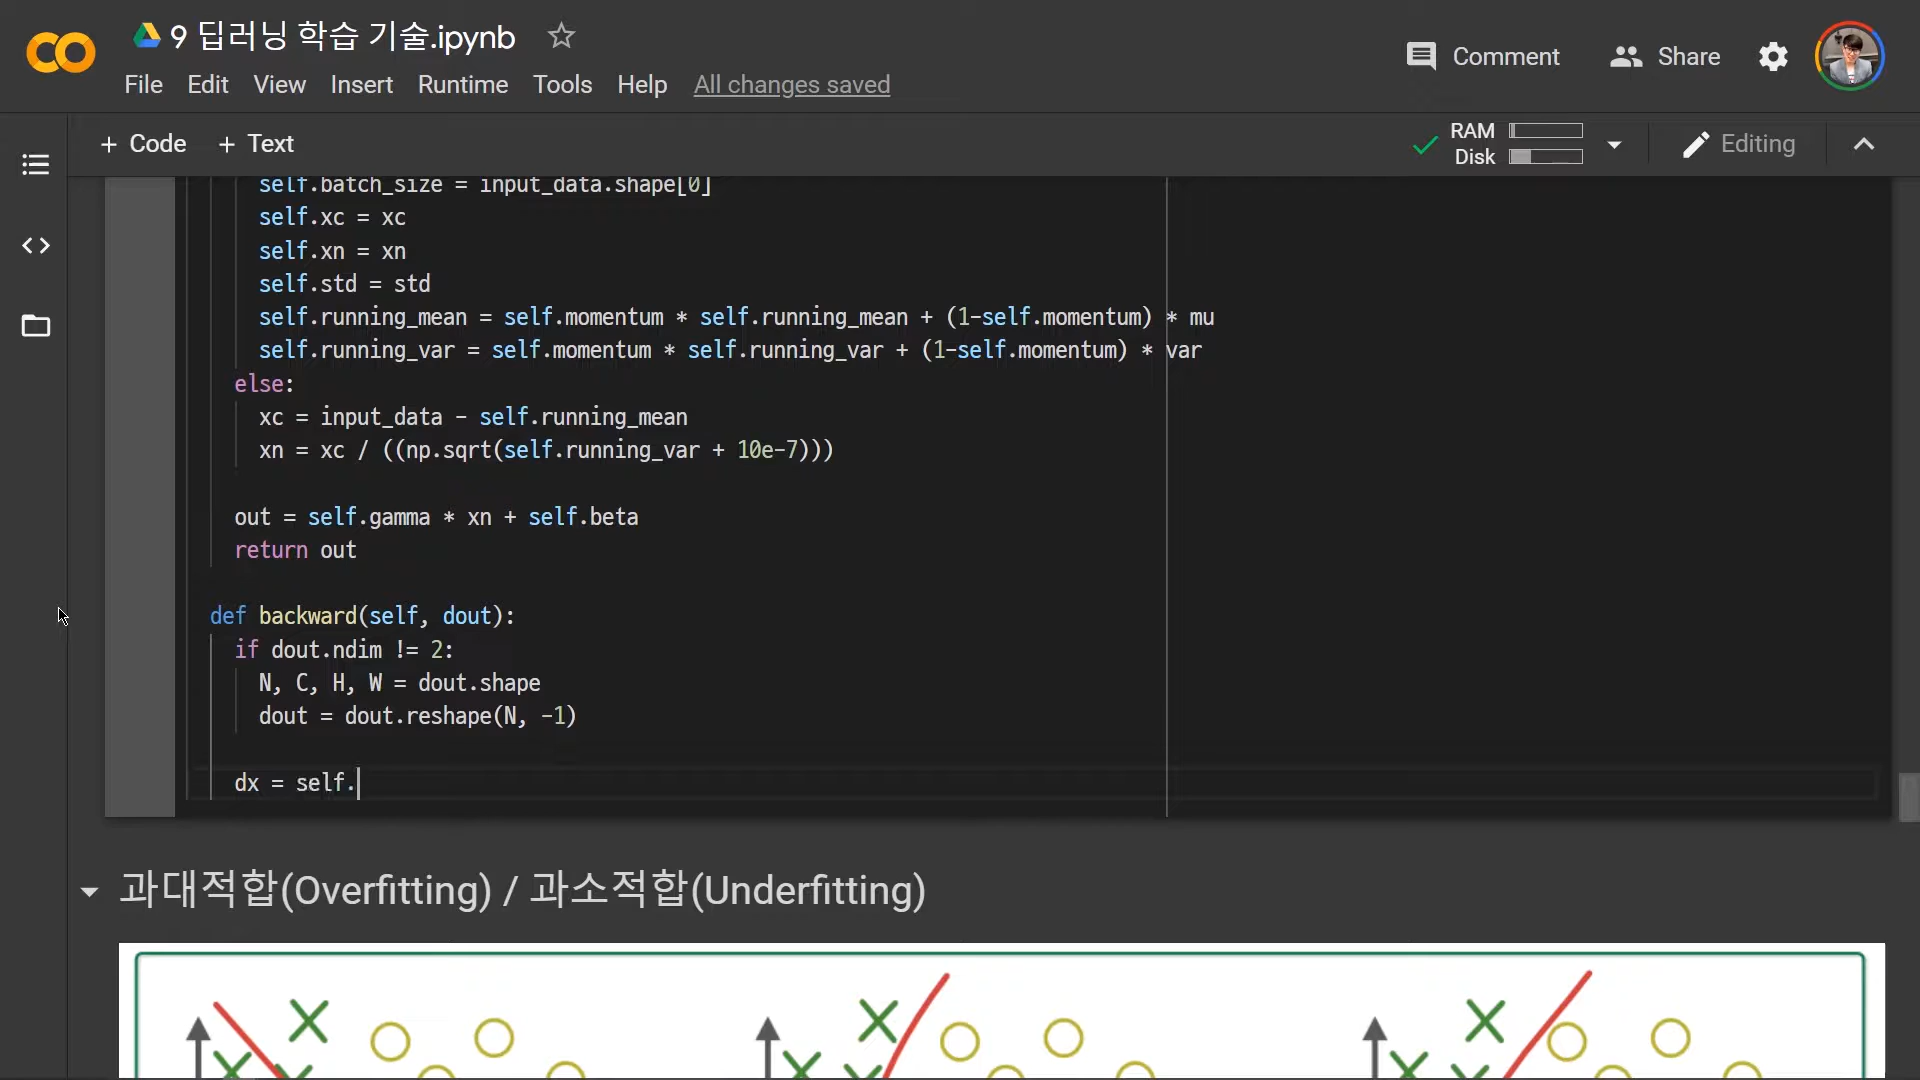 9 딥러닝 학습 기술.ipynb
File Edit View Insert Runtime Tools Help All changes saved
Comment
Share
+ Code + Text
RAM
Disk
Editing
self.batch_size = input_data.shape[0]
self.xc = xc
self.xn = xn
self.std = std
self.running_mean = self.momentum * self.running_mean + (1-self.momentum) * mu
self.running_var = self.momentum * self.running_var + (1-self.momentum) * var
else:
xc = input_data - self.running_mean
xn = xc / ((np.sqrt(self.running_var + 10e-7)))
out = self.gamma * xn + self.beta
return out
def backward(self, dout):
if dout.ndim != 2:
N, C, H, W = dout.shape
dout = dout.reshape(N, -1)
dx = self.
과대적합(Overfitting) / 과소적합(Underfitting)